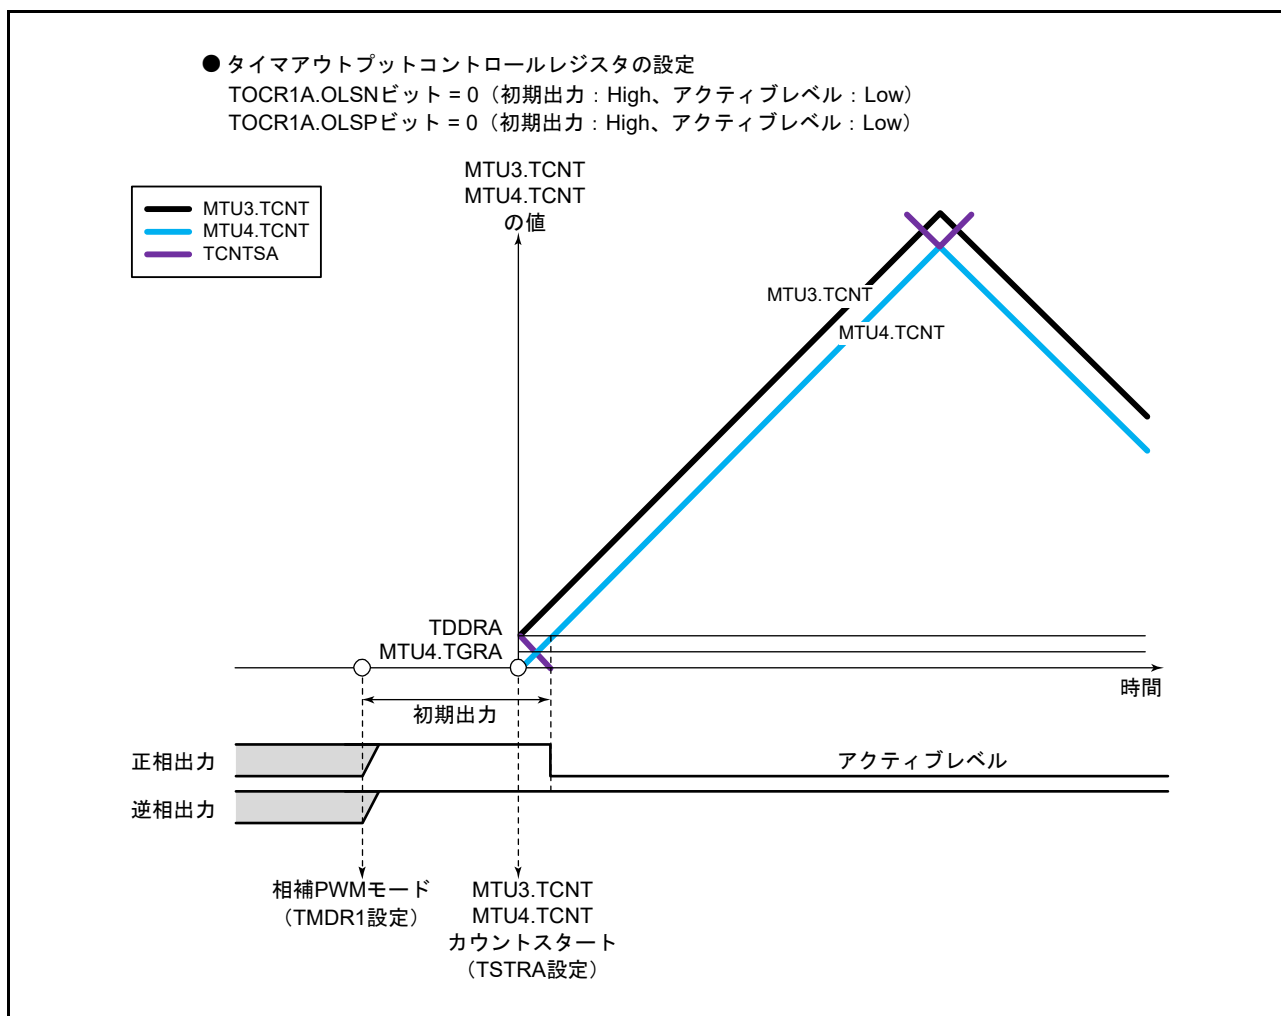 ● タイマアウトプットコントロールレジスタの設定
TOCR1A.OLSNビット = 0（初期出力：High、アクティブレベル：Low）
TOCR1A.OLSPビット = 0（初期出力：High、アクティブレベル：Low）
MTU3.TCNT
MTU4.TCNT
の値
MTU3.TCNT
MTU4.TCNT
TCNTSA
MTU3.TCNT
MTU4.TCNT
TDDRA
MTU4.TGRA
時間
初期出力
正相出力
アクティブレベル
逆相出力
相補PWMモード
（TMDR1設定）
MTU3.TCNT
MTU4.TCNT
カウントスタート
（TSTRA設定）